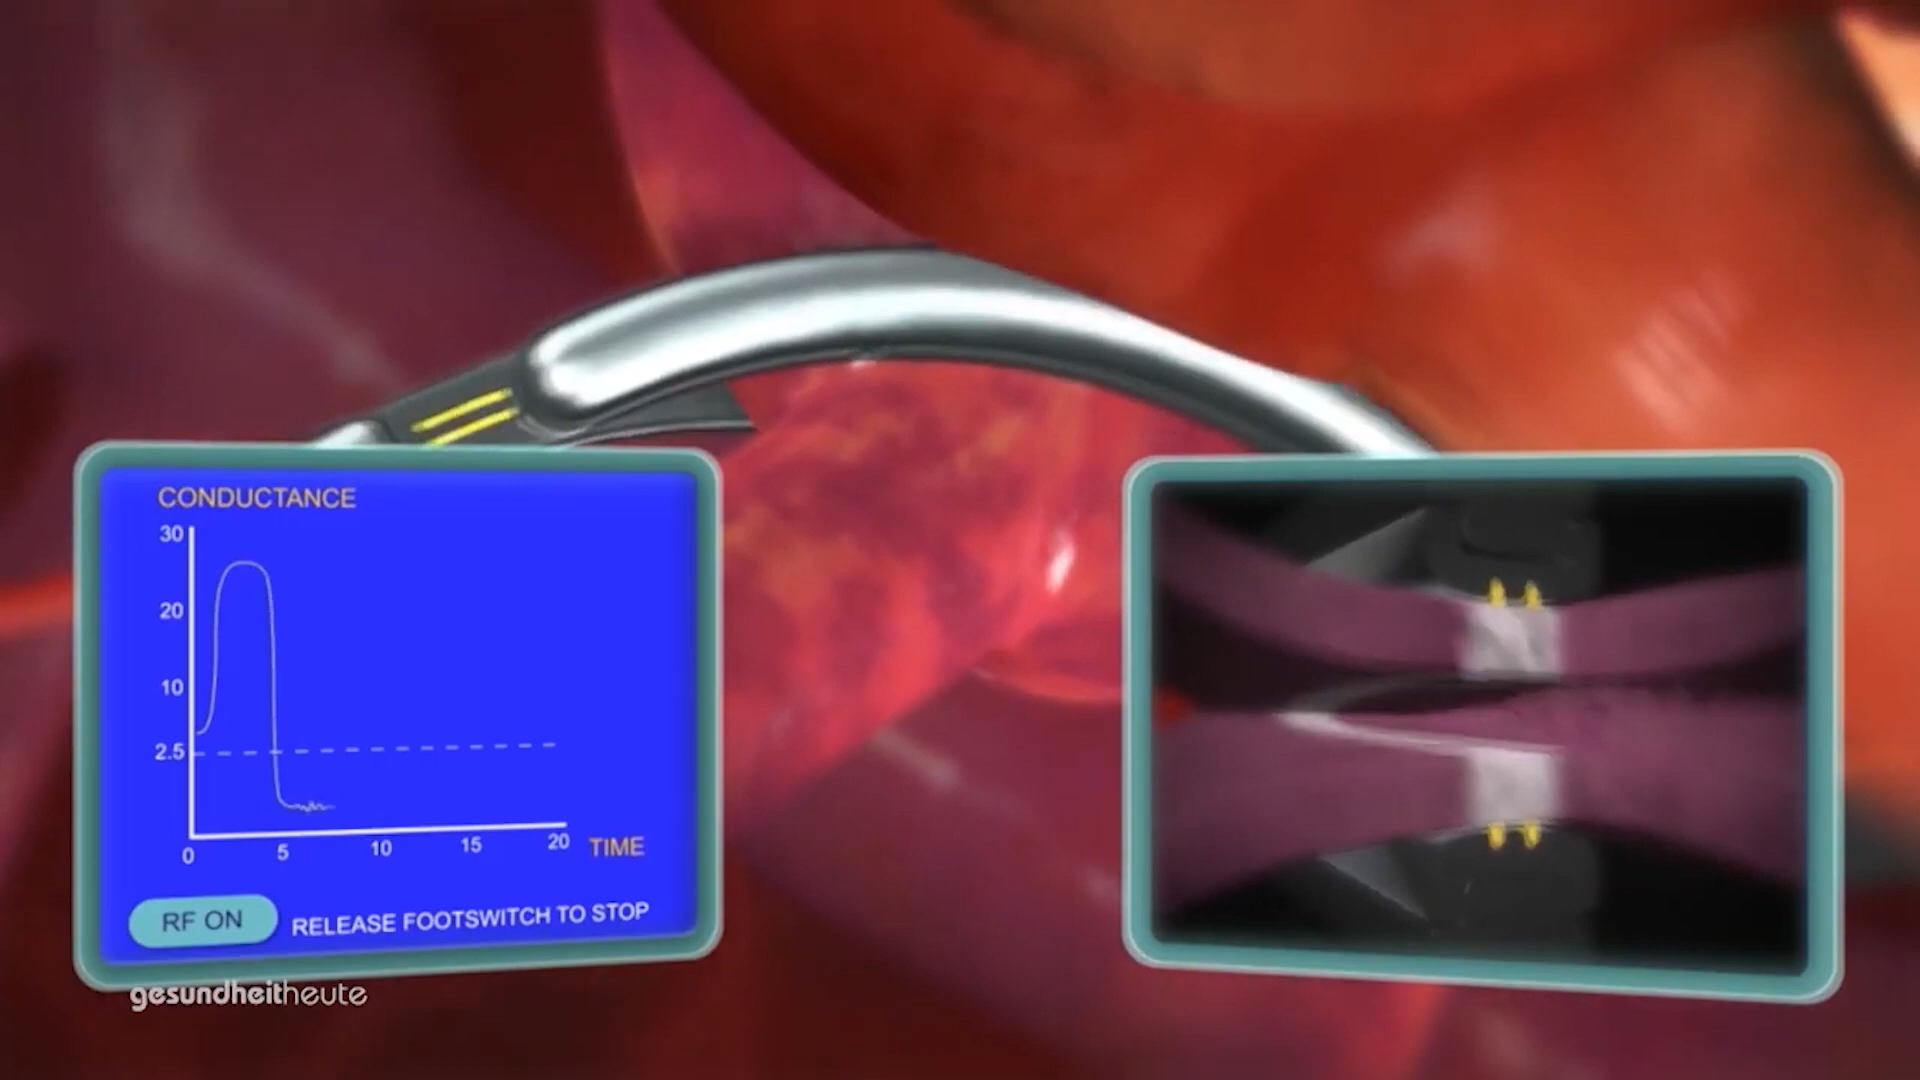 CONDUCTANCE
30
20
10
2.5
0 5 10 15 20 TIME
RF ON RELEASE FOOTSWITCH TO STOP
gesundheitheute